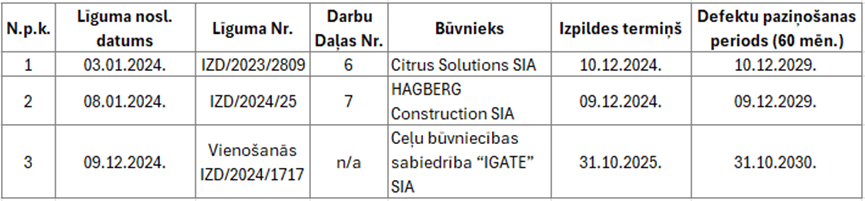 N.p.k. Līguma nosl. datums Līguma Nr. Darbu Daļas Nr. Būvnieks Izpildes termiņš Defektu paziņošanas periods (60 mēn.)
1 03.01.2024. IZD/2023/2809 6 Citrus Solutions SIA 10.12.2024. 10.12.2029.
2 08.01.2024. IZD/2024/25 7 HAGBERG Construction SIA 09.12.2024. 09.12.2029.
3 09.12.2024. Vienošanās IZD/2024/1717 n/a Ceļu būvniecības sabiedrība “IGATE” SIA 31.10.2025. 31.10.2030.